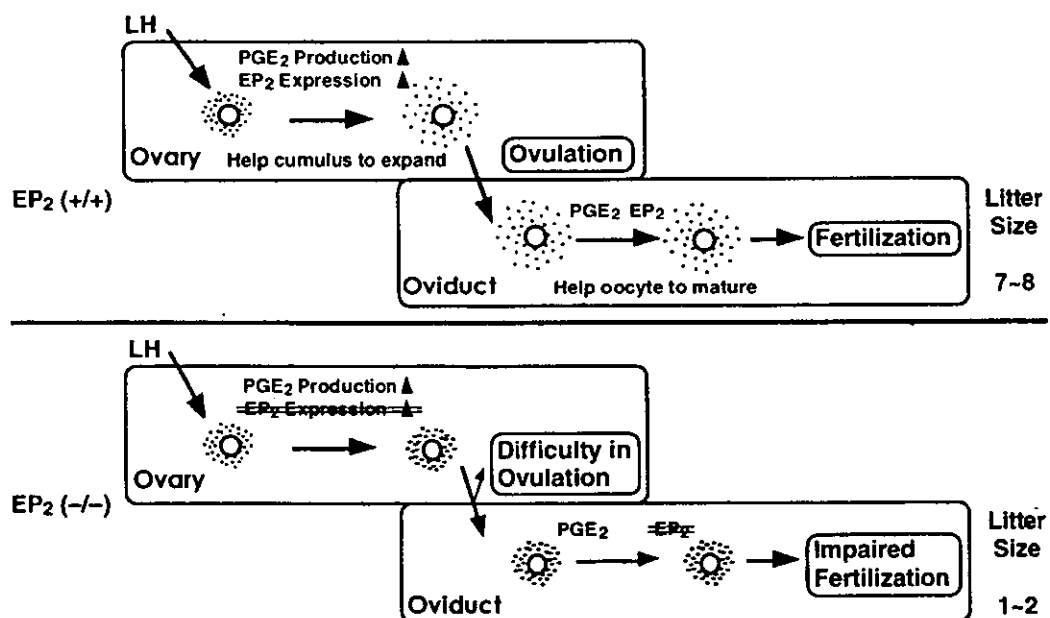 LH
PGE₂ Production ▲
EP₂ Expression ▲
Ovary
Help cumulus to expand
Ovulation
EP₂ (+/+)
PGE₂ EP₂
Fertilization
Oviduct
Help oocyte to mature
Litter
Size
7~8
LH
PGE₂ Production ▲
EP₂ Expression ▲
Ovary
Difficulty in
Ovulation
EP₂ (−/−)
PGE₂ EP₂
Impaired
Fertilization
Oviduct
Litter
Size
1~2